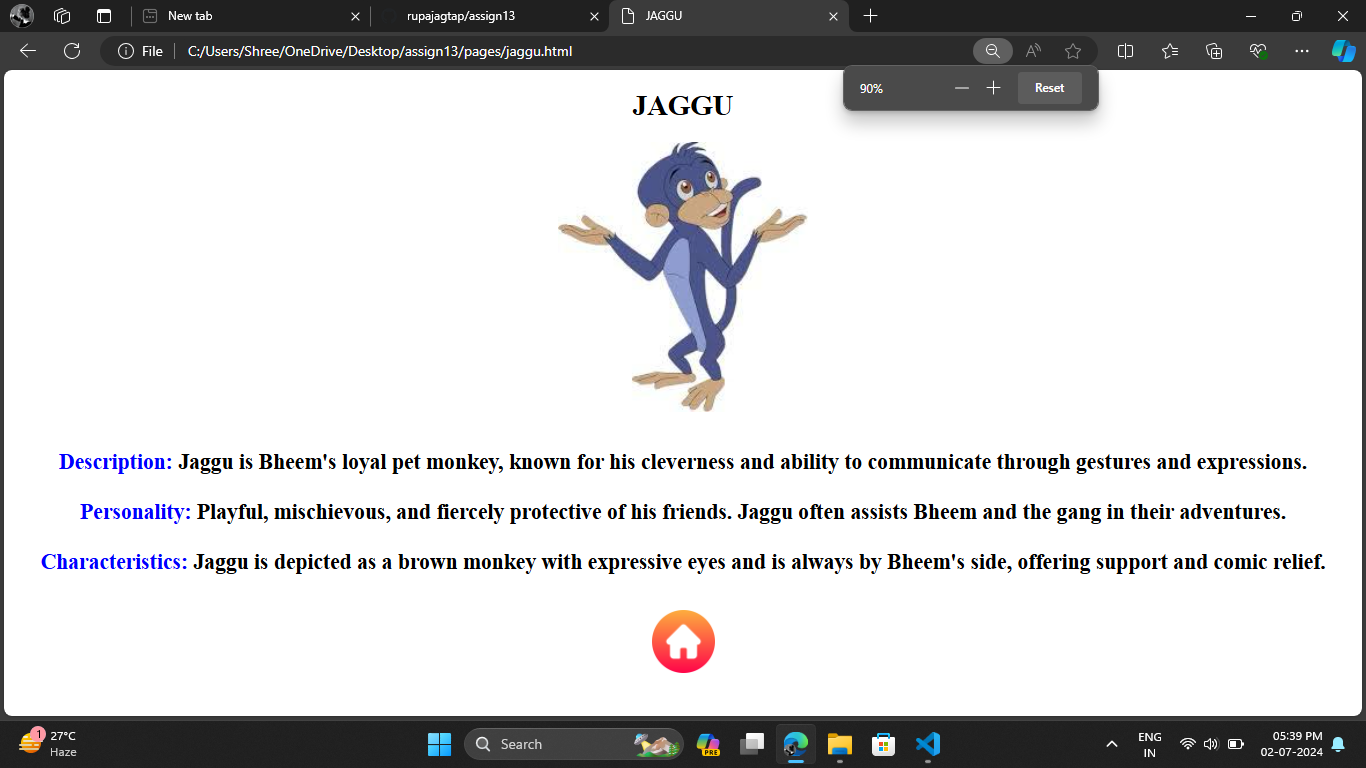 New tab
rupajagtap/assign13
JAGGU
File
C:/Users/Shree/OneDrive/Desktop/assign13/pages/jaggu.html
90%
Reset
JAGGU
Description: Jaggu is Bheem's loyal pet monkey, known for his cleverness and ability to communicate through gestures and expressions.
Personality: Playful, mischievous, and fiercely protective of his friends. Jaggu often assists Bheem and the gang in their adventures.
Characteristics: Jaggu is depicted as a brown monkey with expressive eyes and is always by Bheem's side, offering support and comic relief.
1
27°C
Haze
Search
PRE
ENG
IN
05:39 PM
02-07-2024